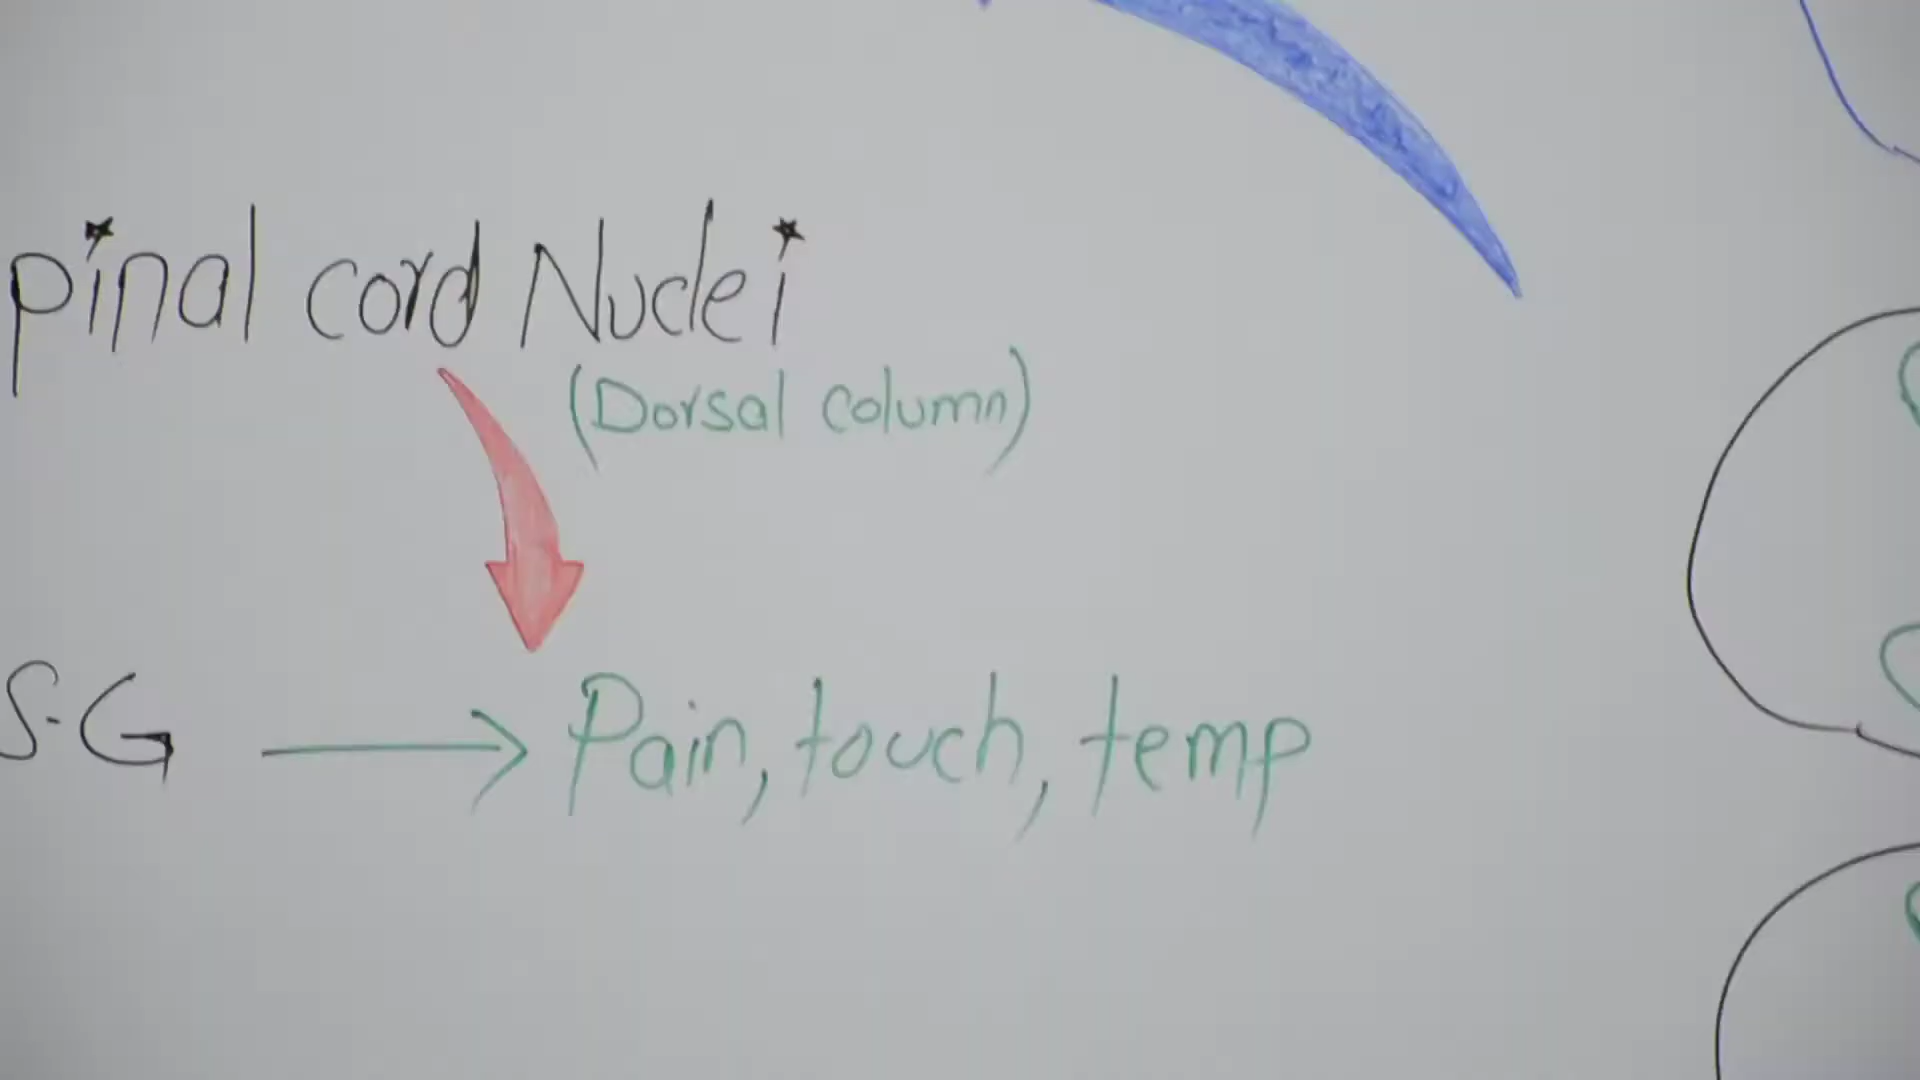 pinal cord Nuclei
(Dorsal column)
S-G → Pain, touch, temp